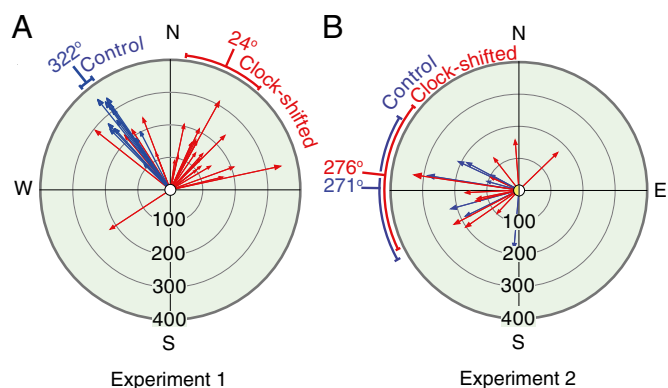 A
B
N
N
322°
Control
24°
Clock-shifted
Control
Clock-shifted
W
276°
271°
E
100
200
300
400
100
200
300
400
S
S
Experiment 1
Experiment 2